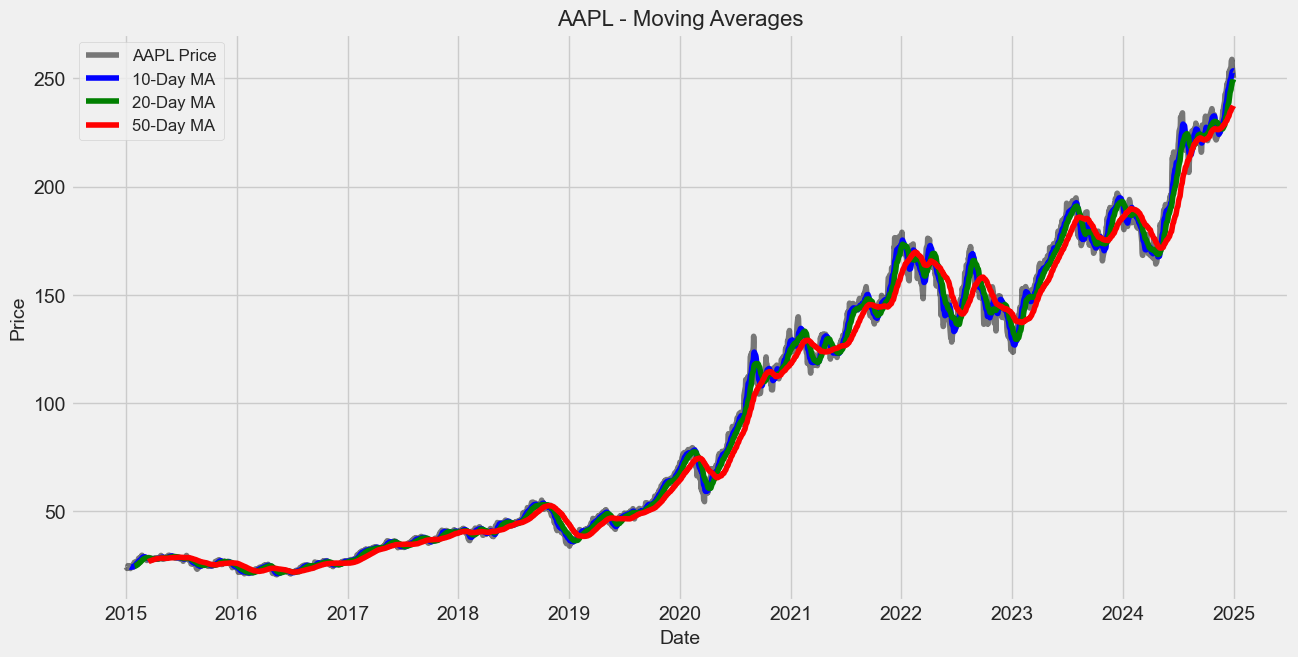 AAPL - Moving Averages
AAPL Price
10-Day MA
20-Day MA
50-Day MA
250
200
150
100
50
Price
2015 2016 2017 2018 2019 2020 2021 2022 2023 2024 2025
Date